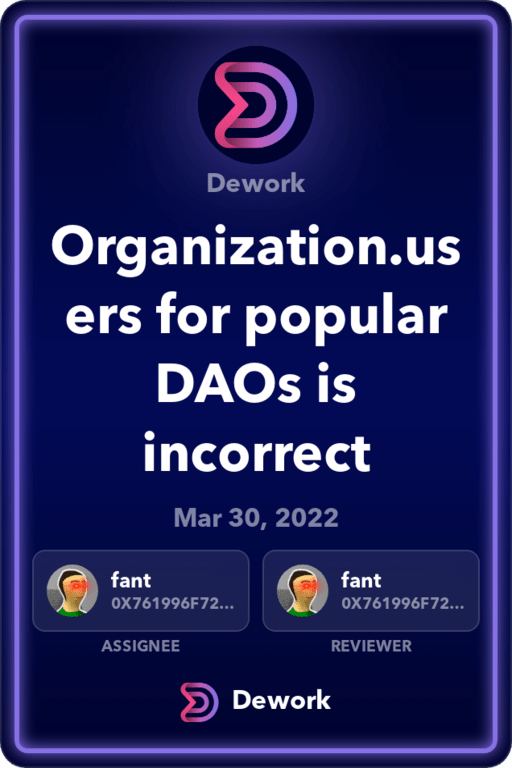 Dework
Organization.us
ers for popular
DAOs is
incorrect
Mar 30, 2022
fant
0X761996F72...
fant
0X761996F72...
ASSIGNEE
REVIEWER
Dework